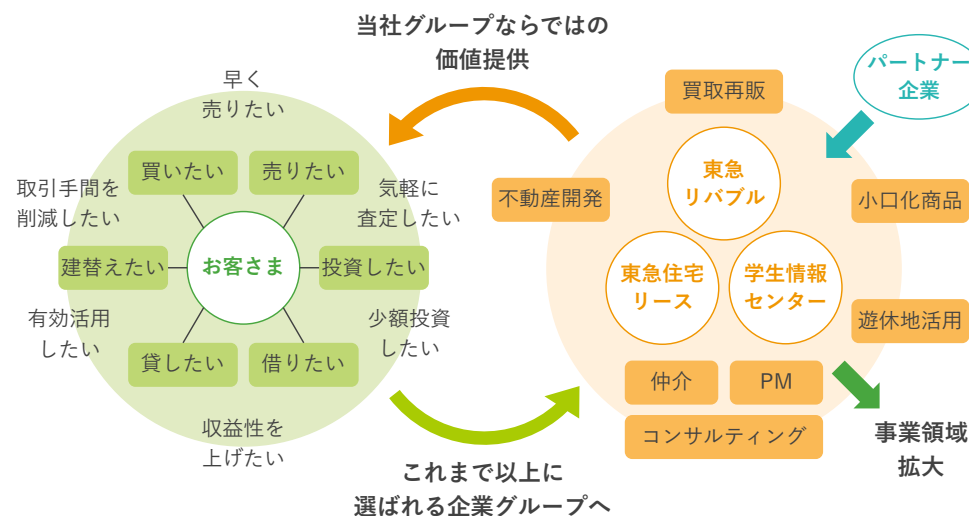 当社グループならではの
価値提供
早く
売りたい
買いたい
売りたい
取引手間を
削減したい
気軽に
査定したい
建替えたい
お客さま
投資したい
有効活用
したい
少額投資
したい
貸したい
借りたい
収益性を
上げたい
パートナー
企業
買取再販
東急
リバブル
不動産開発
小口化商品
東急住宅
リース
学生情報
センター
遊休地活用
仲介
PM
コンサルティング
事業領域
拡大
これまで以上に
選ばれる企業グループへ